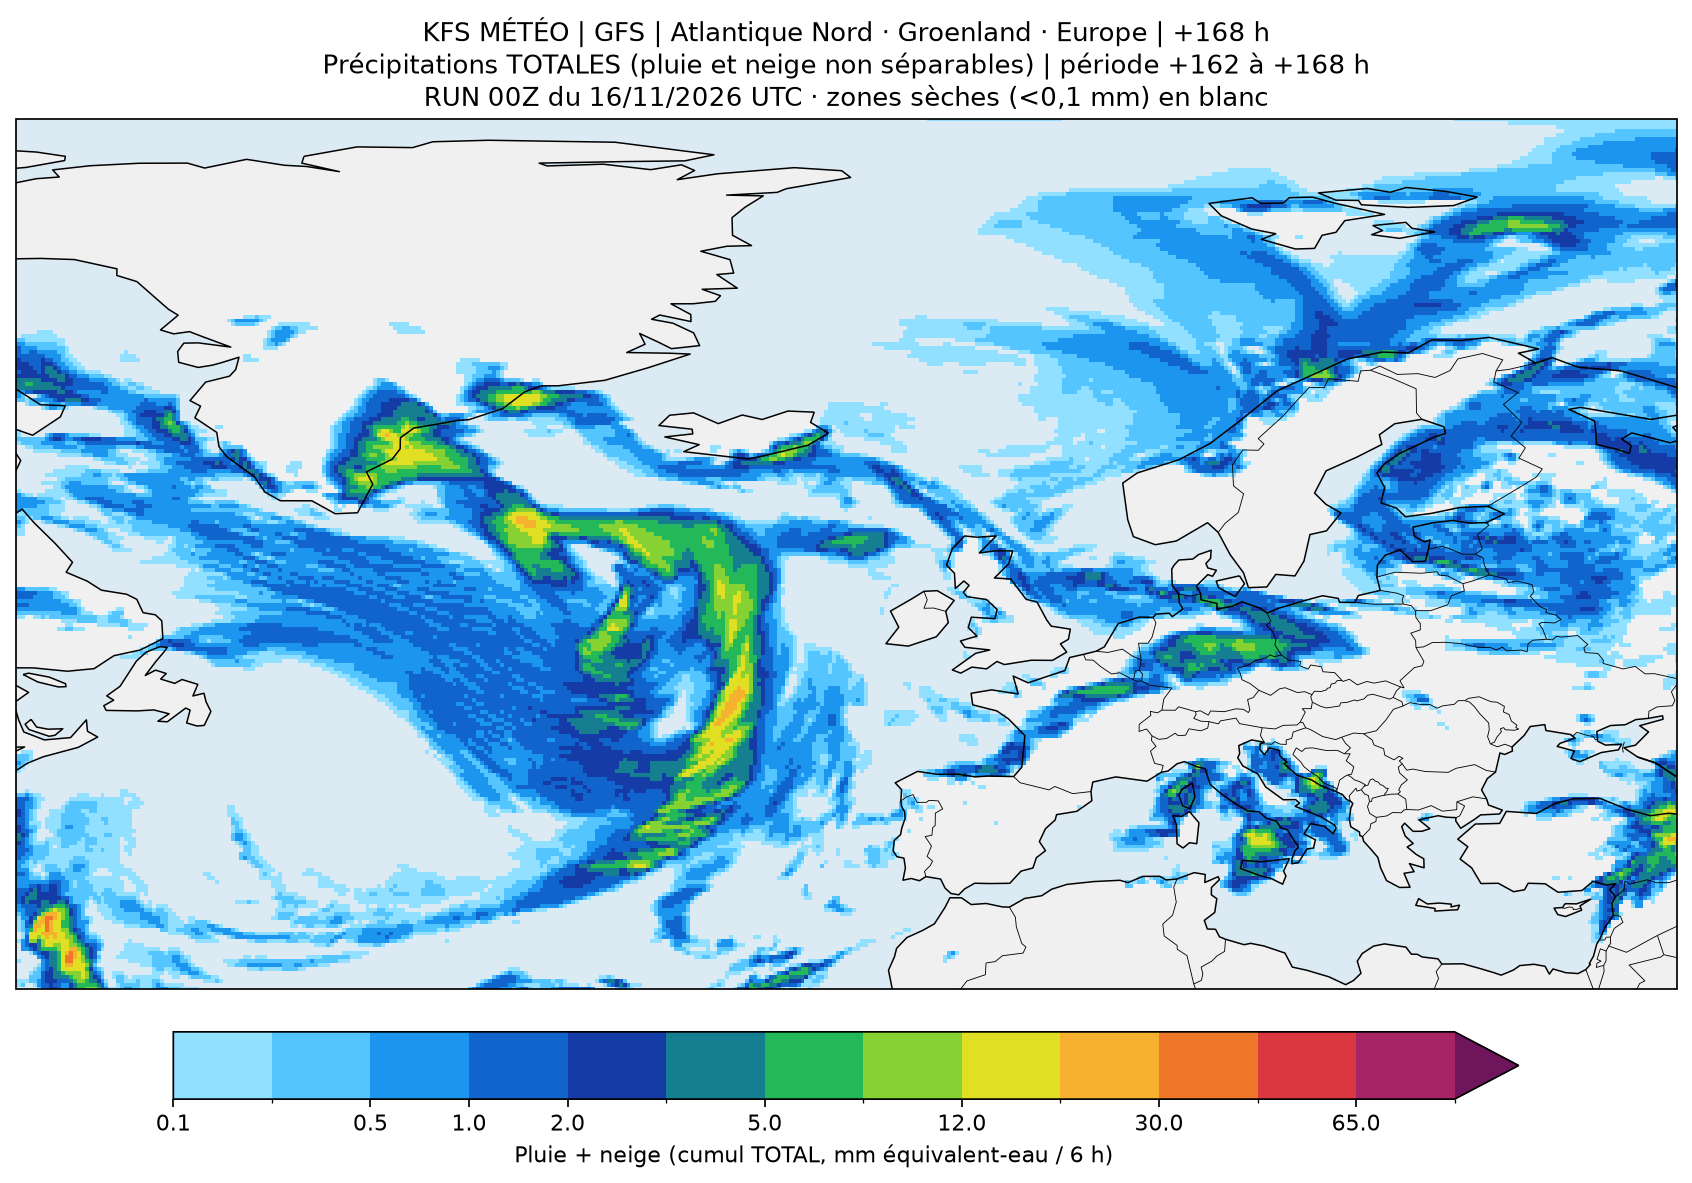 KFS MÉTÉO | GFS | Atlantique Nord · Groenland · Europe | +168 h
Précipitations TOTALES (pluie et neige non séparables) | période +162 à +168 h
RUN 00Z du 16/11/2026 UTC · zones sèches (<0,1 mm) en blanc
0.1 0.5 1.0 2.0 5.0 12.0 30.0 65.0
Pluie + neige (cumul TOTAL, mm équivalent-eau / 6 h)